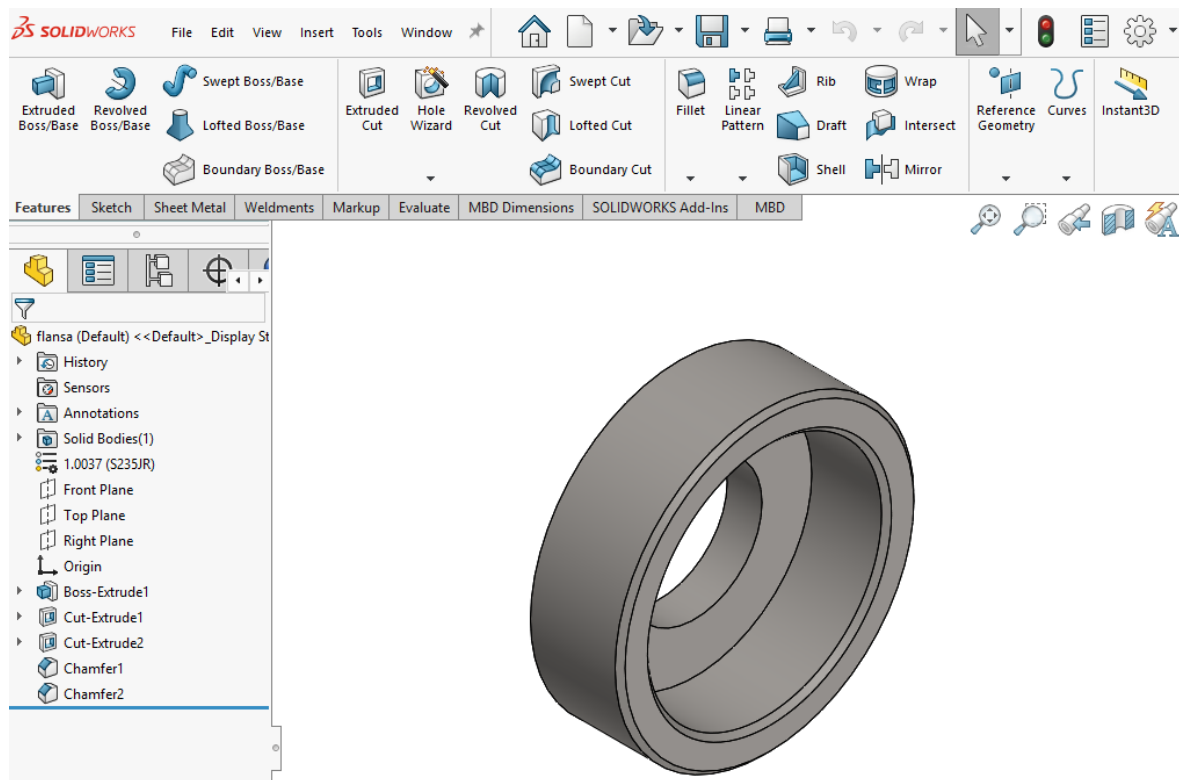 SOLIDWORKS File Edit View Insert Tools Window
Extruded Boss/Base
Revolved Boss/Base
Swept Boss/Base
Lofted Boss/Base
Boundary Boss/Base
Extruded Cut
Hole Wizard
Revolved Cut
Swept Cut
Lofted Cut
Boundary Cut
Fillet
Linear Pattern
Rib
Draft
Shell
Wrap
Intersect
Mirror
Reference Geometry
Curves
Instant3D
Features Sketch Sheet Metal Weldments Markup Evaluate MBD Dimensions SOLIDWORKS Add-Ins MBD
flansa (Default) <<Default>_Display St
History
Sensors
Annotations
Solid Bodies(1)
1.0037 (S235JR)
Front Plane
Top Plane
Right Plane
Origin
Boss-Extrude1
Cut-Extrude1
Cut-Extrude2
Chamfer1
Chamfer2